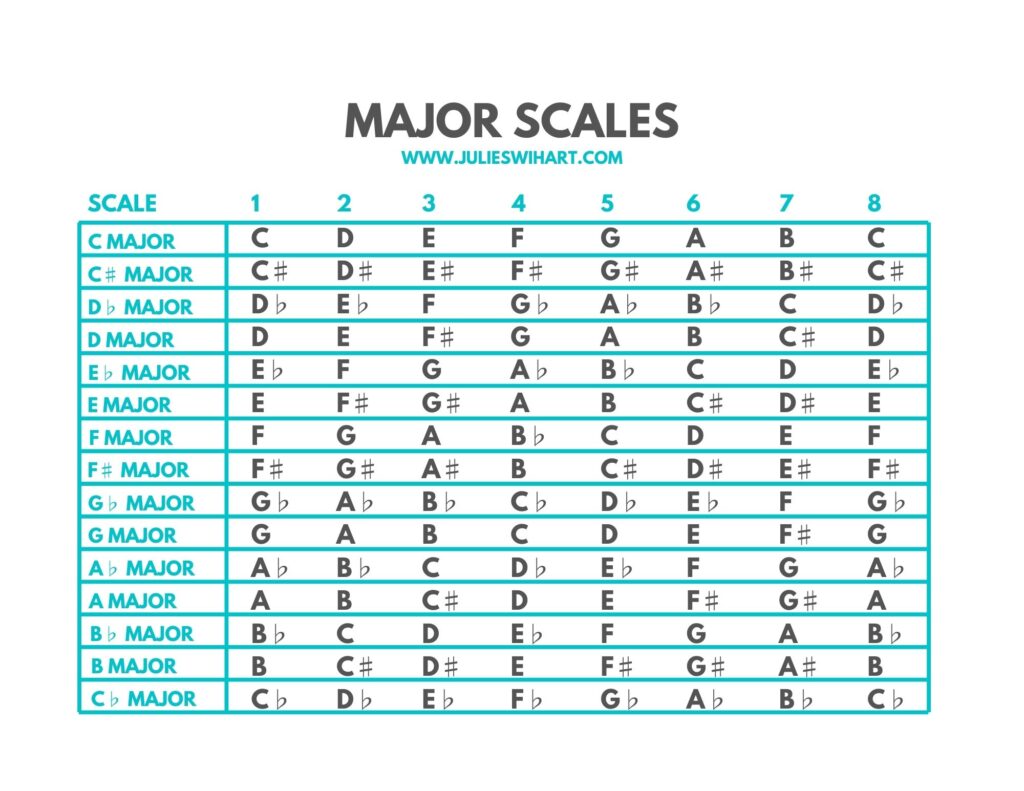 MAJOR SCALES
WWW.JULIESWIHART.COM
SCALE 1 2 3 4 5 6 7 8
C MAJOR C D E F G A B C
C♯ MAJOR C♯ D♯ E♯ F♯ G♯ A♯ B♯ C♯
D♭ MAJOR D♭ E♭ F G♭ A♭ B♭ C D♭
D MAJOR D E F♯ G A B C♯ D
E♭ MAJOR E♭ F G A♭ B♭ C D E♭
E MAJOR E F♯ G♯ A B C♯ D♯ E
F MAJOR F G A B♭ C D E F
F♯ MAJOR F♯ G♯ A♯ B C♯ D♯ E♯ F♯
G♭ MAJOR G♭ A♭ B♭ C♭ D♭ E♭ F G♭
G MAJOR G A B C D E F♯ G
A♭ MAJOR A♭ B♭ C D♭ E♭ F G A♭
A MAJOR A B C♯ D E F♯ G♯ A
B♭ MAJOR B♭ C D E♭ F G A B♭
B MAJOR B C♯ D♯ E F♯ G♯ A♯ B
C♭ MAJOR C♭ D♭ E♭ F♭ G♭ A♭ B♭ C♭